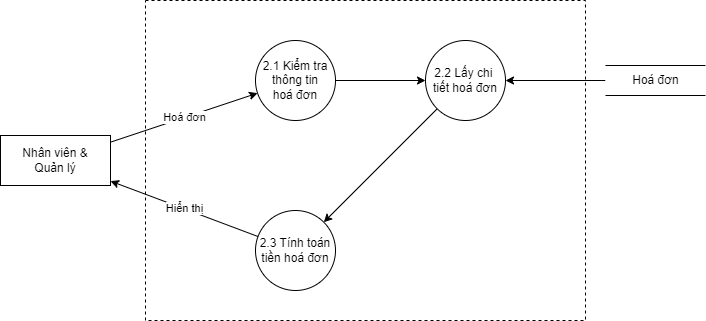 2.1 Kiểm tra
thông tin
hoá đơn
2.2 Lấy chi
tiết hoá đơn
Hoá đơn
Hoá đơn
Nhân viên &
Quản lý
Hiển thị
2.3 Tính toán
tiền hoá đơn